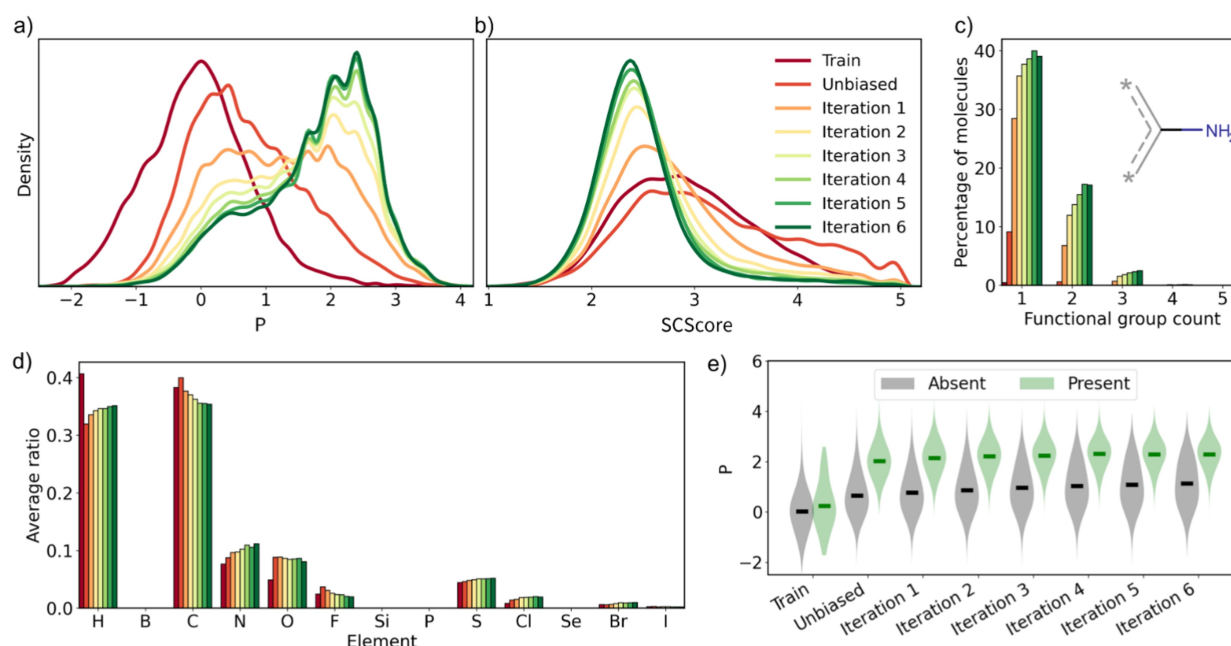 a)
b)
c)
Density
−2 −1 0 1 2 3 4
P
1 2 3 4 5
SCScore
Train
Unbiased
Iteration 1
Iteration 2
Iteration 3
Iteration 4
Iteration 5
Iteration 6
Percentage of molecules
40
30
20
10
0
1 2 3 4 5
Functional group count
*
*
NH2
d)
Average ratio
0.4
0.3
0.2
0.1
0.0
H B C N O F Si P S Cl Se Br I
Element
e)
Absent Present
P
6
4
2
0
−2
Train
Unbiased
Iteration 1
Iteration 2
Iteration 3
Iteration 4
Iteration 5
Iteration 6